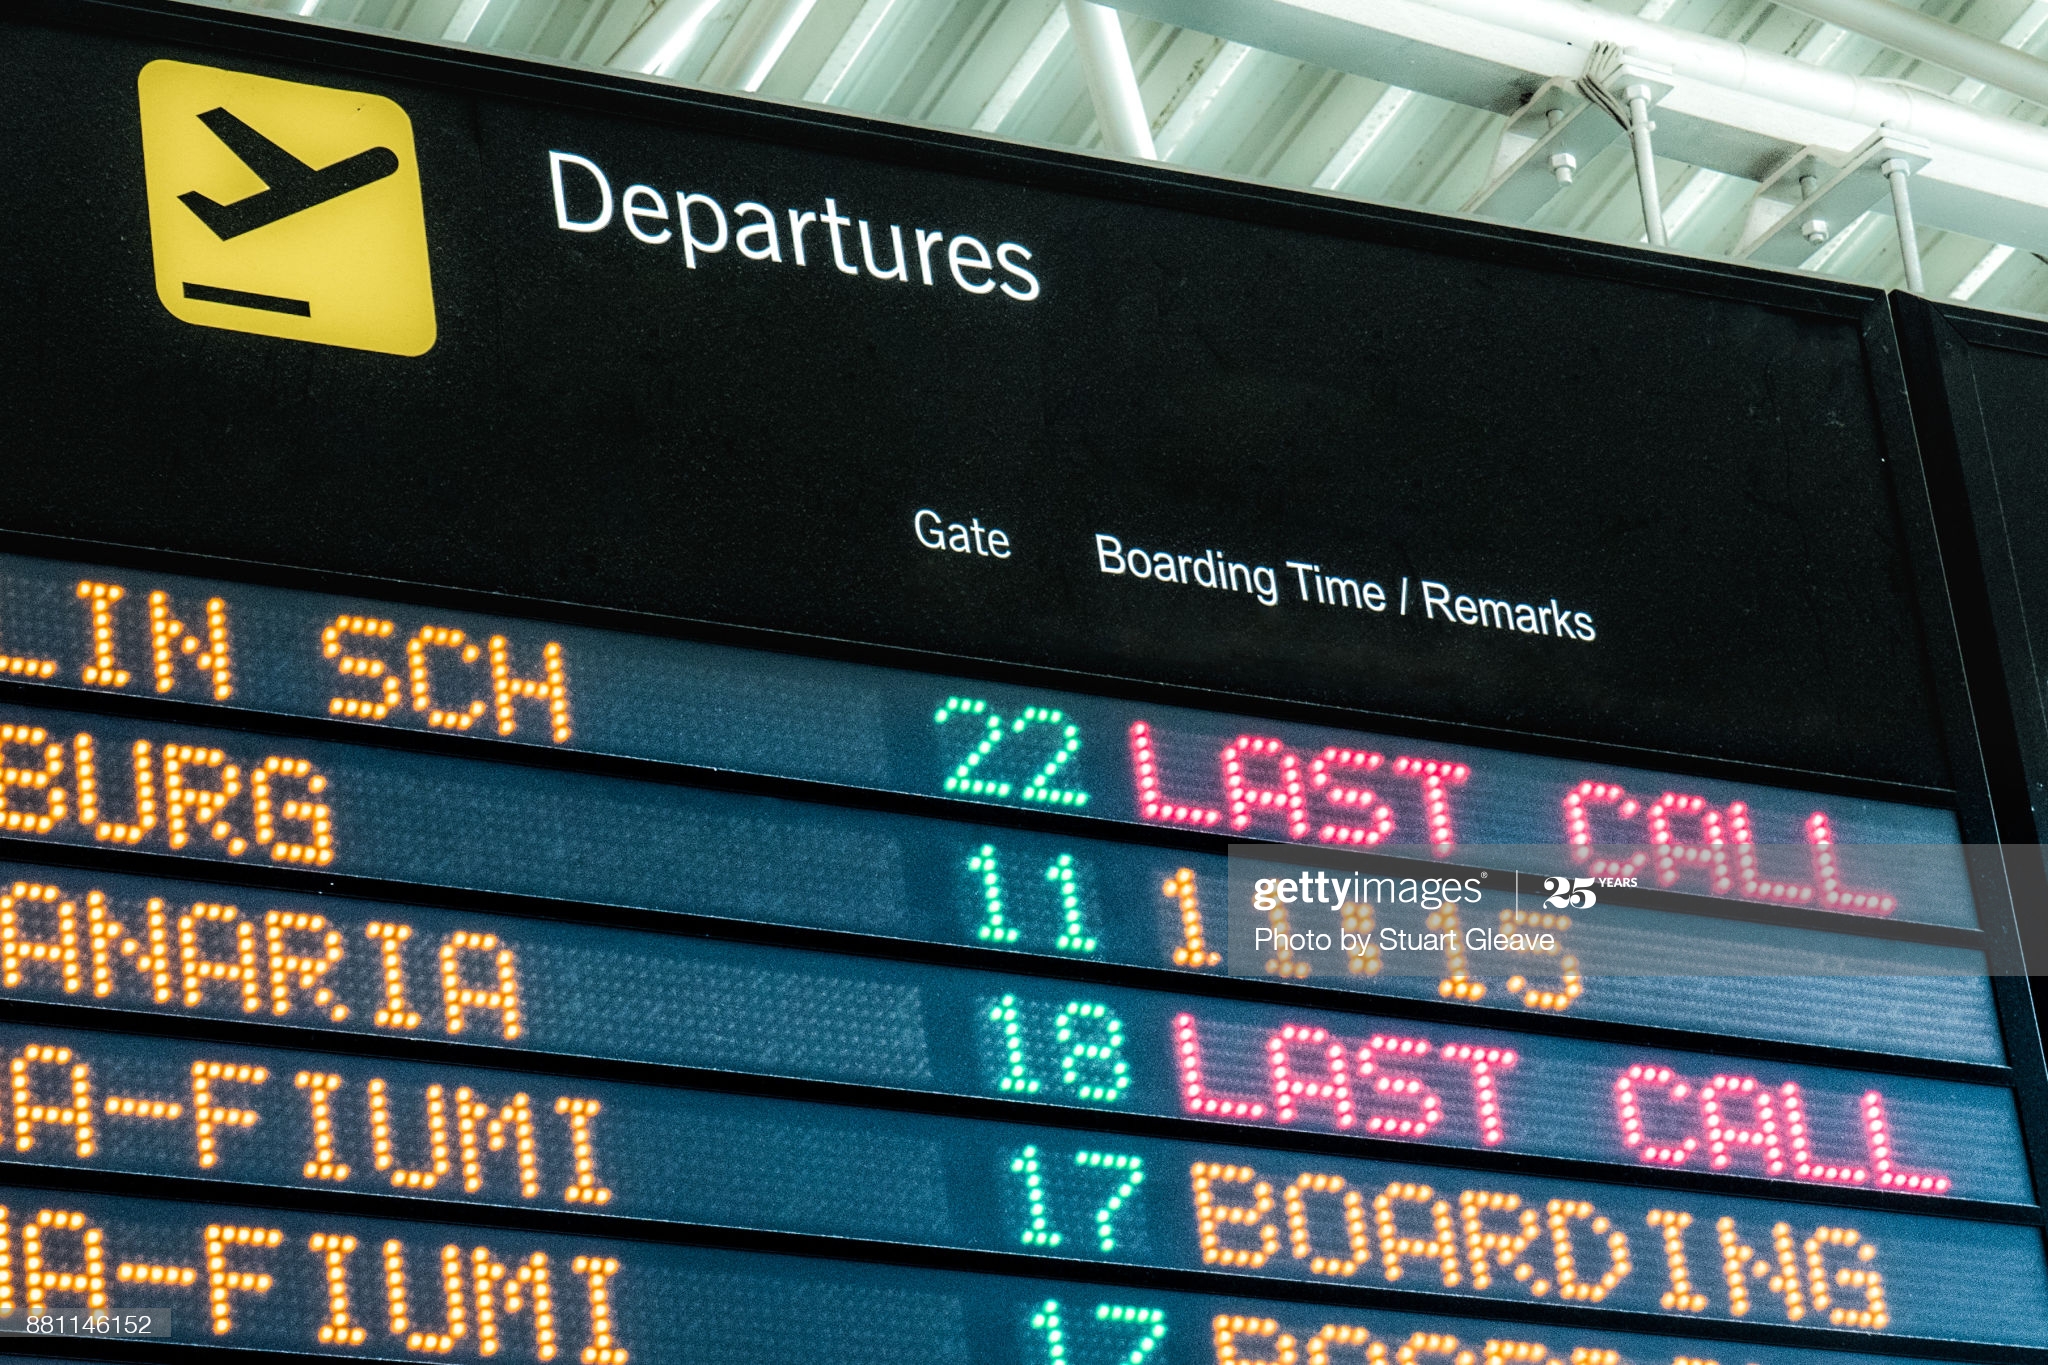 Departures
Gate Boarding Time / Remarks
LIN SCH 22 LAST CALL
BURG 11
gettyimages® 25 YEARS
Photo by Stuart Gleave
ANARIA 18 LAST CALL
A-FIUMI 17 BOARDING
A-FIUMI 17
881146152